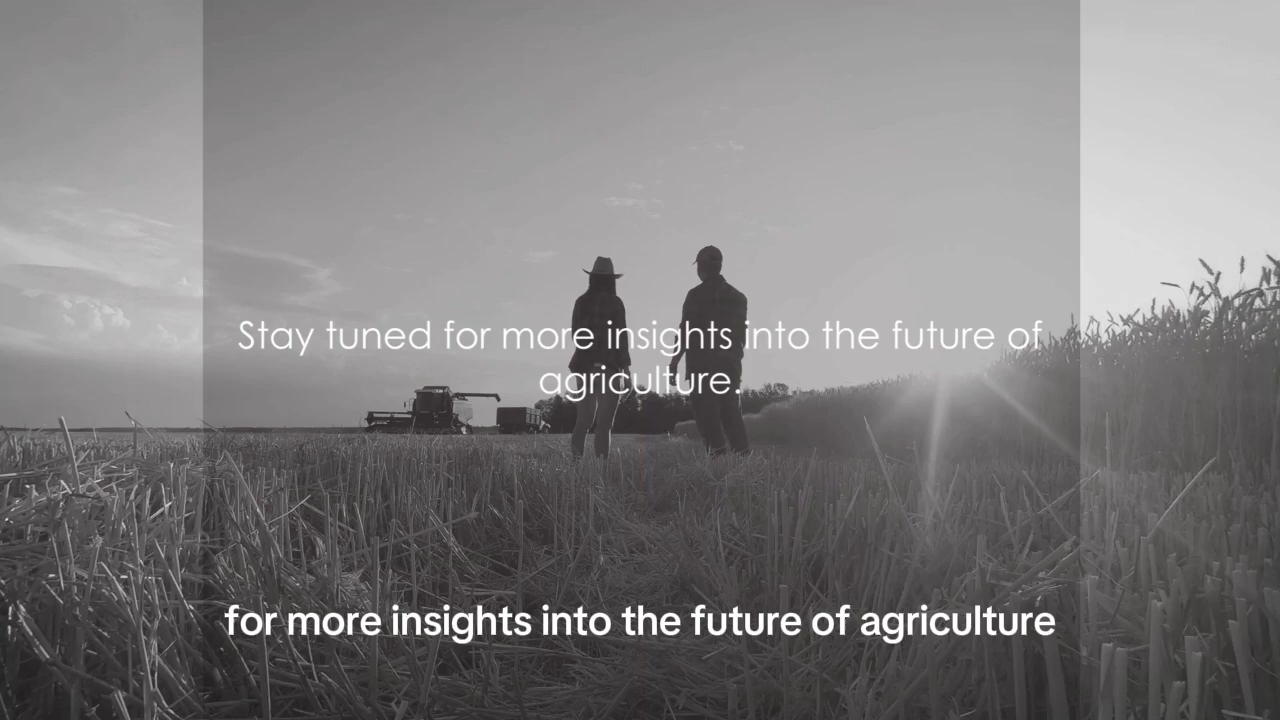 Stay tuned for more insights into the future of
agriculture.
for more insights into the future of agriculture